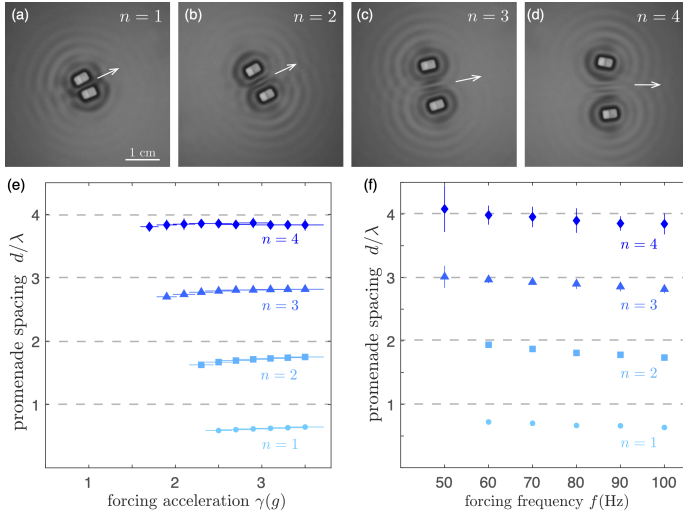 (a) n = 1
(b) n = 2
(c) n = 3
(d) n = 4
1 cm
(e)
promenade spacing d/λ
4
3
2
1
n = 4
n = 3
n = 2
n = 1
1 2 3
forcing acceleration γ(g)
(f)
promenade spacing d/λ
4
3
2
1
n = 4
n = 3
n = 2
n = 1
50 60 70 80 90 100
forcing frequency f(Hz)